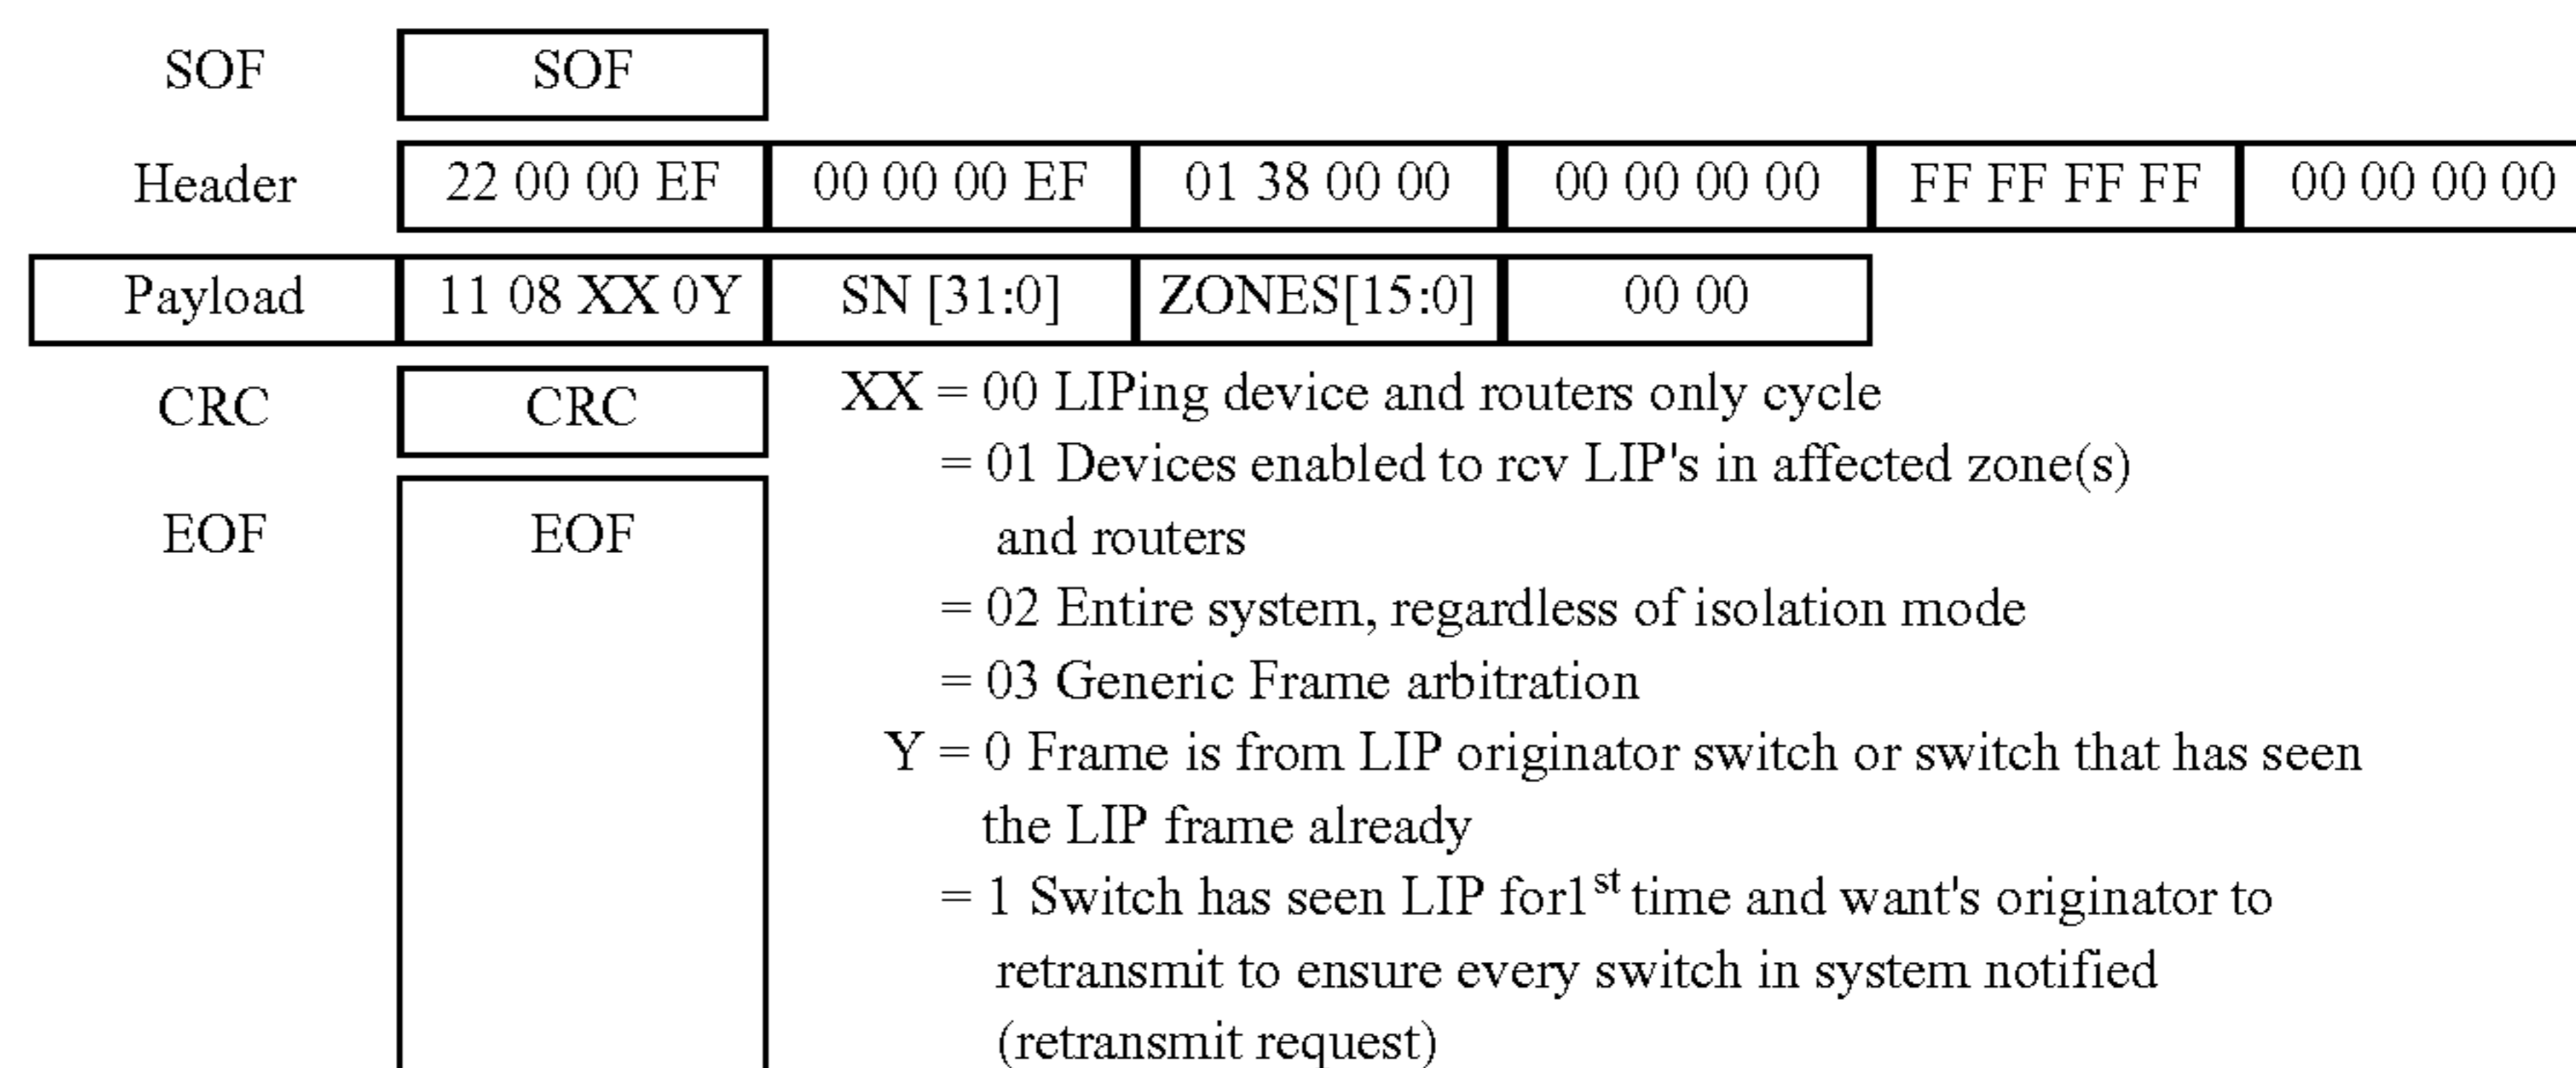 SOF SOF
Header 22 00 00 EF 00 00 00 EF 01 38 00 00 00 00 00 00 FF FF FF FF 00 00 00 00
Payload 11 08 XX 0Y SN [31:0] ZONES[15:0] 00 00
CRC CRC
XX = 00 LIPing device and routers only cycle
= 01 Devices enabled to rcv LIP's in affected zone(s)
EOF EOF
and routers
= 02 Entire system, regardless of isolation mode
= 03 Generic Frame arbitration
Y = 0 Frame is from LIP originator switch or switch that has seen
the LIP frame already
= 1 Switch has seen LIP for1st time and want's originator to
retransmit to ensure every switch in system notified
(retransmit request)